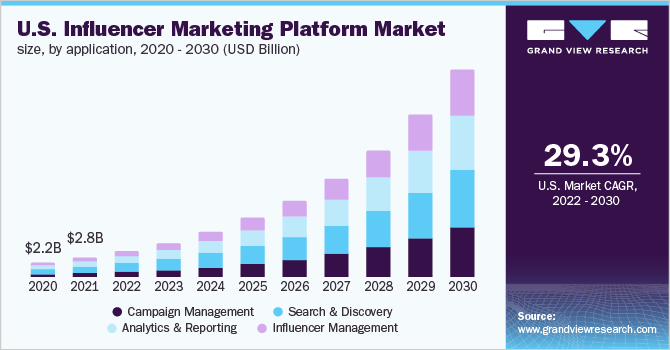 U.S. Influencer Marketing Platform Market
size, by application, 2020 - 2030 (USD Billion)
$2.2B
$2.8B
2020 2021 2022 2023 2024 2025 2026 2027 2028 2029 2030
Campaign Management
Search & Discovery
Analytics & Reporting
Influencer Management
GRAND VIEW RESEARCH
29.3%
U.S. Market CAGR,
2022 - 2030
Source:
www.grandviewresearch.com